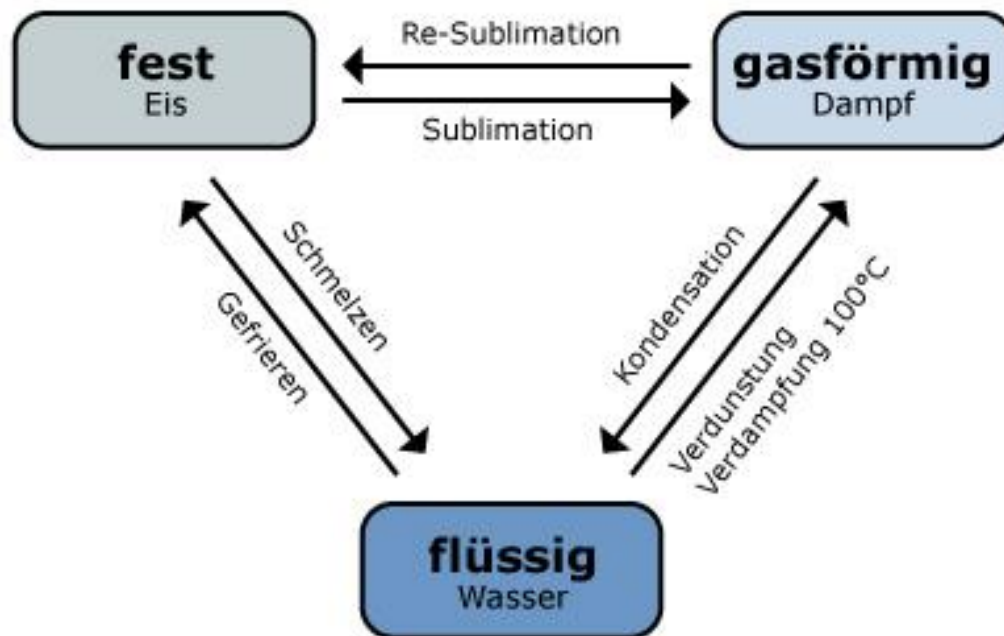 fest
Eis
Re-Sublimation
Sublimation
gasförmig
Dampf
Schmelzen
Gefrieren
Kondensation
Verdunstung
Verdampfung 100°C
flüssig
Wasser